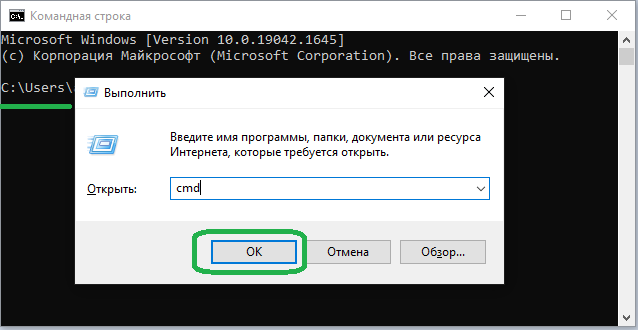 Командная строка
Microsoft Windows [Version 10.0.19042.1645]
(c) Корпорация Майкрософт (Microsoft Corporation). Все права защищены.
C:\Users\
Выполнить
Введите имя программы, папки, документа или ресурса
Интернета, которые требуется открыть.
Открыть: cmd
ОК Отмена Обзор...